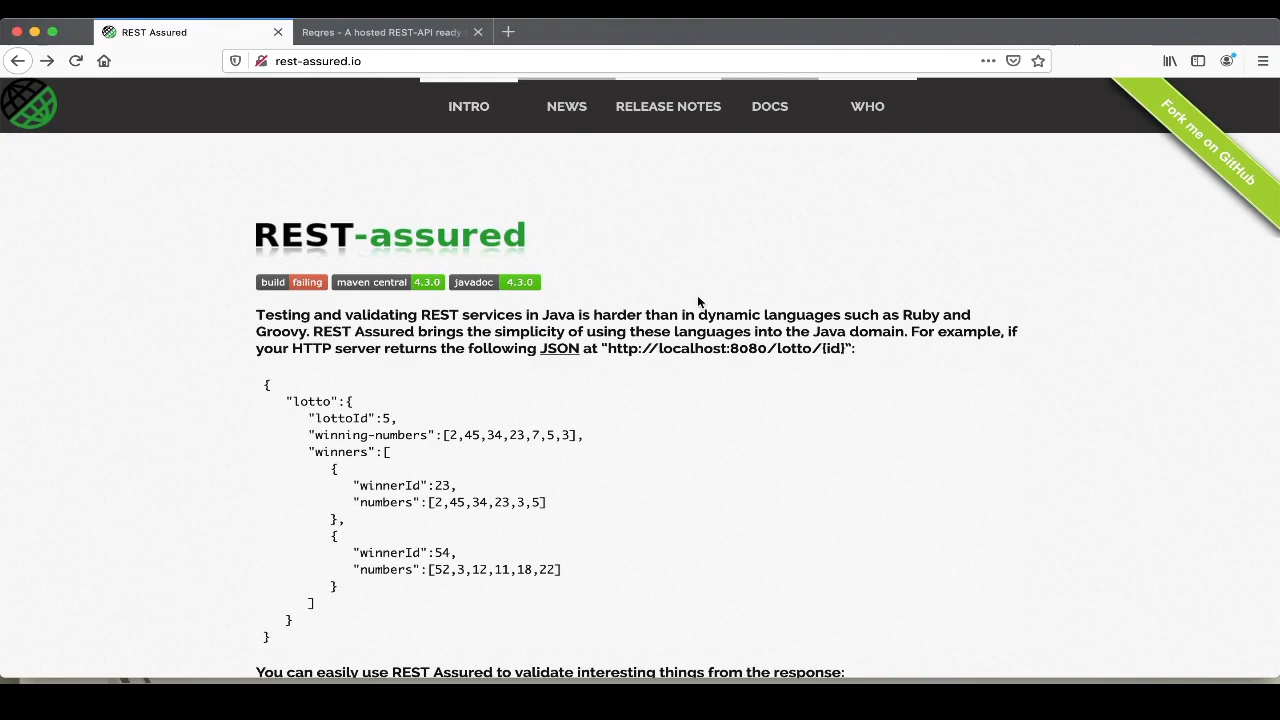 REST Assured
Reqres - A hosted REST-API ready
rest-assured.io
INTRO
NEWS
RELEASE NOTES
DOCS
WHO
Fork me on GitHub
REST-assured
build failing
maven central 4.3.0
javadoc 4.3.0
Testing and validating REST services in Java is harder than in dynamic languages such as Ruby and
Groovy. REST Assured brings the simplicity of using these languages into the Java domain. For example, if
your HTTP server returns the following JSON at "http://localhost:8080/lotto/{id}":
{
"lotto":{
"lottoId":5,
"winning-numbers":[2,45,34,23,7,5,3],
"winners":[
{
"winnerId":23,
"numbers":[2,45,34,23,3,5]
},
{
"winnerId":54,
"numbers":[52,3,12,11,18,22]
}
]
}
}
You can easily use REST Assured to validate interesting things from the response: